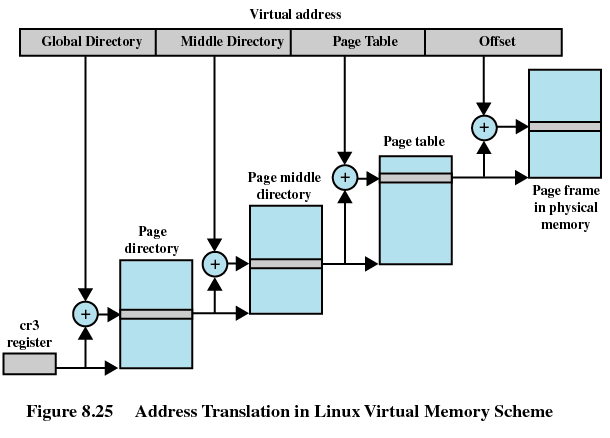 Virtual address
Global Directory
Middle Directory
Page Table
Offset
+
Page table
+
Page middle
directory
Page frame
in physical
memory
Page
directory
+
+
cr3
register
Figure 8.25 Address Translation in Linux Virtual Memory Scheme